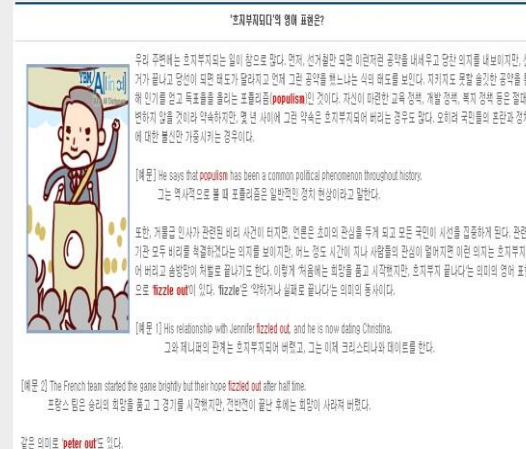 '흐지부지되다'의 영어 표현은?
우리 주변에는 흐지부지되는 일이 참으로 많다. 먼저, 선거철만 되면 이런저런 공약을 내세우고 당찬 의지를 내보이지만, 선
거가 끝나고 당선이 되면 태도가 달라지고 언제 그런 공약을 했느냐는 식의 태도를 보인다. 지키지도 못할 솔깃한 공약을 통
해 인기를 얻고 득표율을 올리는 포퓰리즘(populism)인 것이다. 자신이 마련한 교육 정책, 개발 정책, 복지 정책 등은 절대
변하지 않을 것이라 약속하지만, 몇 년 사이에 그런 약속은 흐지부지되어 버리는 경우도 많다. 오히려 국민들의 혼란과 정치
에 대한 불신만 가중시키는 경우이다.
[예문] He says that populism has been a common political phenomenon throughout history.
그는 역사적으로 볼 때 포퓰리즘은 일반적인 정치 현상이라고 말한다.
또한, 거물급 인사가 관련된 비리 사건이 터지면, 언론은 초미의 관심을 두게 되고 모든 국민이 시선을 집중하게 된다. 관련
기관 모두 비리를 척결하겠다는 의지를 보이지만, 어느 정도 시간이 지나 사람들의 관심이 멀어지면 이런 의지는 흐지부지되
어 버리고 솜방망이 처벌로 끝나기도 한다. 이렇게 '처음에는 희망을 품고 시작했지만, 흐지부지 끝나다'는 의미의 영어 표현
으로 'fizzle out'이 있다. 'fizzle'은 '약하거나 실패로 끝나다'는 의미의 동사이다.
[예문 1] His relationship with Jennifer fizzled out, and he is now dating Christina.
그와 제니퍼의 관계는 흐지부지되어 버렸고, 그는 이제 크리스티나와 데이트를 한다.
[예문 2] The French team started the game brightly but their hope fizzled out after half time.
프랑스 팀은 승리의 희망을 품고 그 경기를 시작했지만, 전반전이 끝난 후에는 희망이 사라져 버렸다.
같은 의미로 'peter out'도 있다.